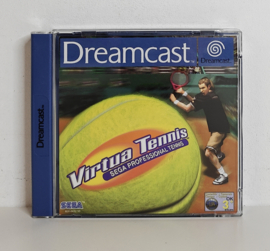 Dreamcast
Dreamcast
Dreamcast
Virtua Tennis
SEGA PROFESSIONAL TENNIS
SEGA